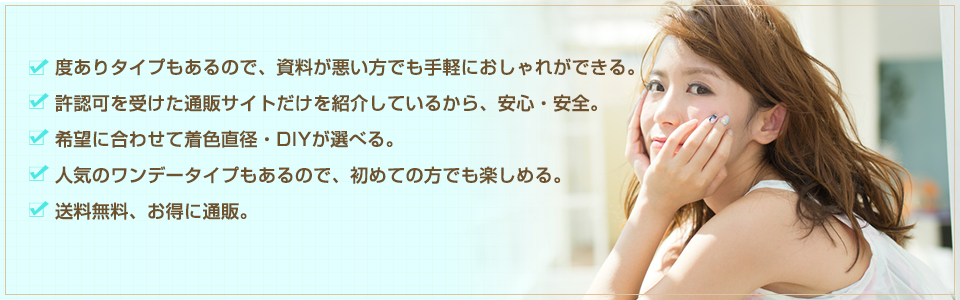 度ありタイプもあるので、資料が悪い方でも手軽におしゃれができる。
許認可を受けた通販サイトだけを紹介しているから、安心・安全。
希望に合わせて着色直径・DIYが選べる。
人気のワンデータイプもあるので、初めての方でも楽しめる。
送料無料、お得に通販。